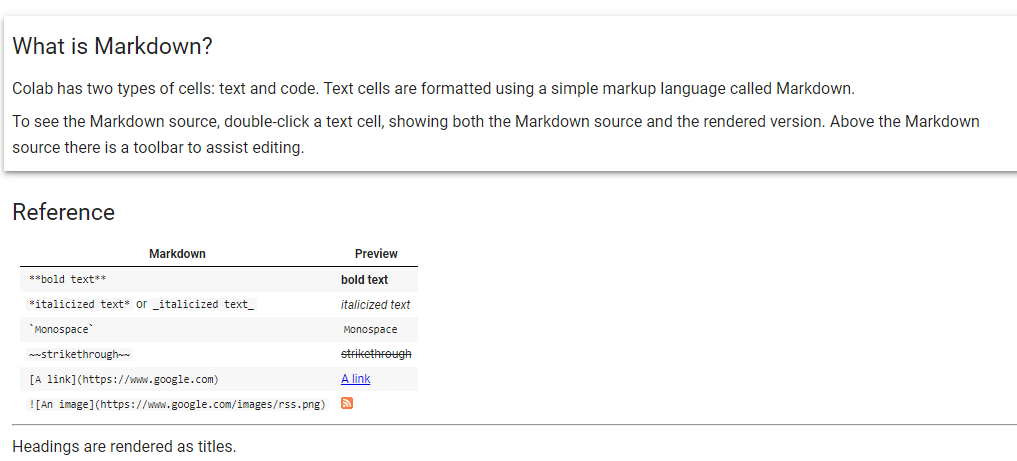 What is Markdown?
Colab has two types of cells: text and code. Text cells are formatted using a simple markup language called Markdown.
To see the Markdown source, double-click a text cell, showing both the Markdown source and the rendered version. Above the Markdown
source there is a toolbar to assist editing.
Reference
Markdown Preview
**bold text** bold text
*italicized text* or _italicized text_ italicized text
`Monospace` Monospace
~~strikethrough~~ strikethrough
[A link](https://www.google.com) A link
![An image](https://www.google.com/images/rss.png)
Headings are rendered as titles.